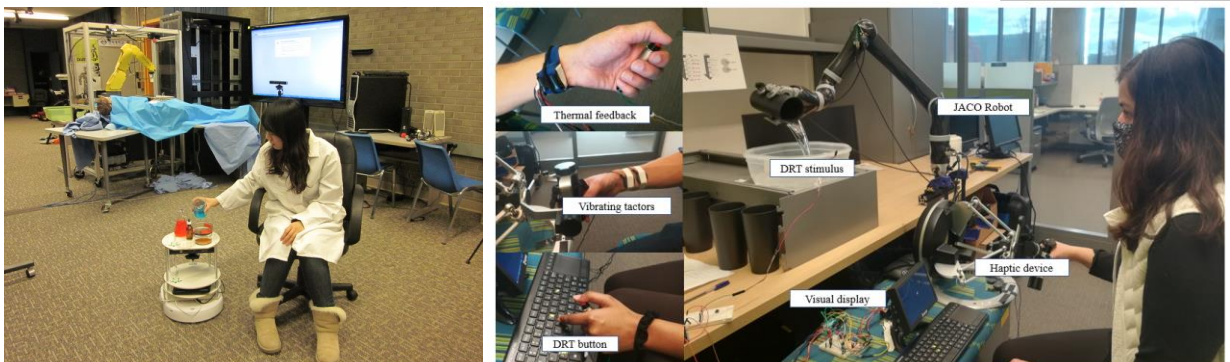 Thermal feedback
JACO Robot
DRT stimulus
Vibrating tactors
Haptic device
Visual display
DRT button